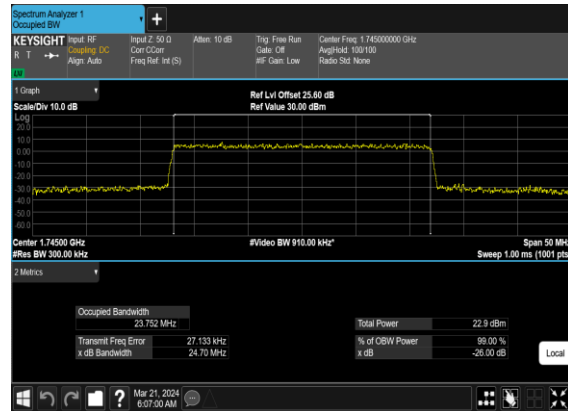 Spectrum Analyzer 1
Occupied BW
+
KEYSIGHT Input: RF Input Z: 50 Ω Atten: 10 dB Trig: Free Run Center Freq: 1.745000000 GHz
R T Coupling: DC Corr CCorr Gate: Off Avg|Hold: 100/100
Align: Auto Freq Ref: Int (S) #IF Gain: Low Radio Std: None
1 Graph
Ref Lvl Offset 25.60 dB
Scale/Div 10.0 dB Ref Value 30.00 dBm
Log
20.0
10.0
0.00
-10.0
-20.0
-30.0
-40.0
-50.0
-60.0
Center 1.74500 GHz #Video BW 910.00 kHz* Span 50 MHz
#Res BW 300.00 kHz Sweep 1.00 ms (1001 pts
2 Metrics
Occupied Bandwidth
23.752 MHz Total Power 22.9 dBm
Transmit Freq Error 27.133 kHz % of OBW Power 99.00 %
x dB Bandwidth 24.70 MHz x dB -26.00 dB
Local
? Mar 21, 2024
6:07:00 AM